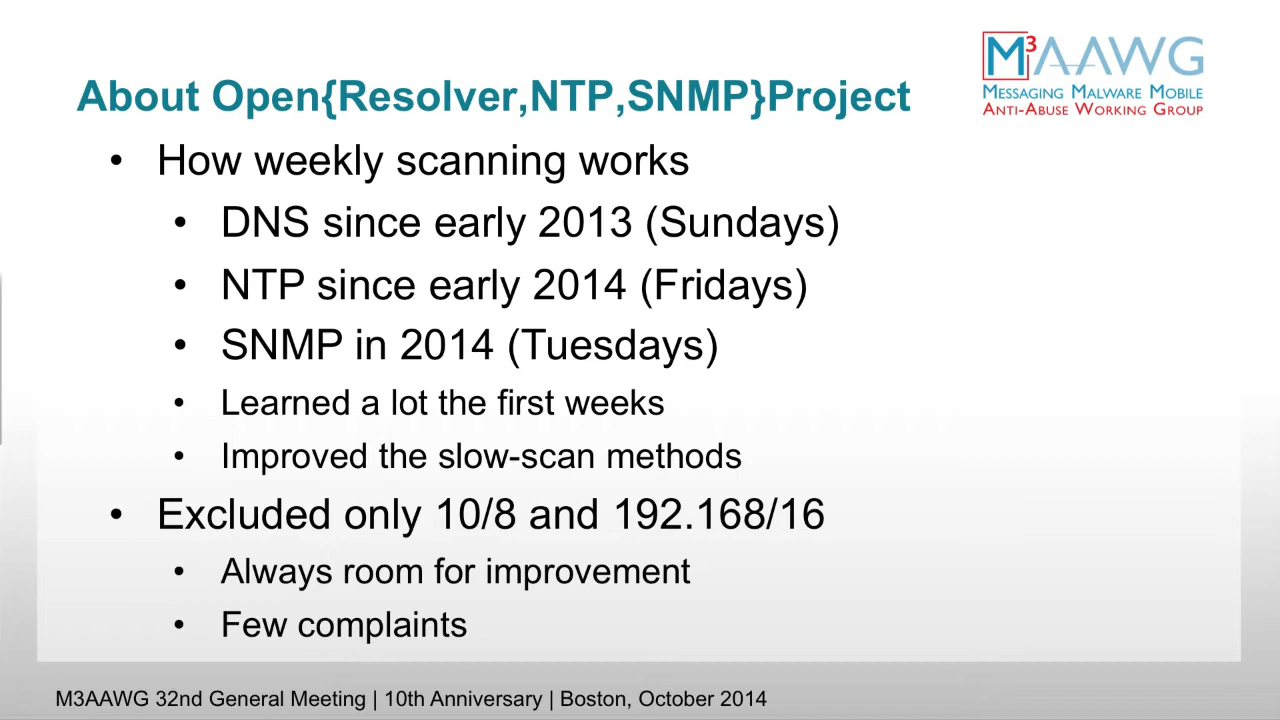 About Open{Resolver,NTP,SNMP}Project
M3AAWG
MESSAGING MALWARE MOBILE
ANTI-ABUSE WORKING GROUP
• How weekly scanning works
• DNS since early 2013 (Sundays)
• NTP since early 2014 (Fridays)
• SNMP in 2014 (Tuesdays)
• Learned a lot the first weeks
• Improved the slow-scan methods
• Excluded only 10/8 and 192.168/16
• Always room for improvement
• Few complaints
M3AAWG 32nd General Meeting | 10th Anniversary | Boston, October 2014